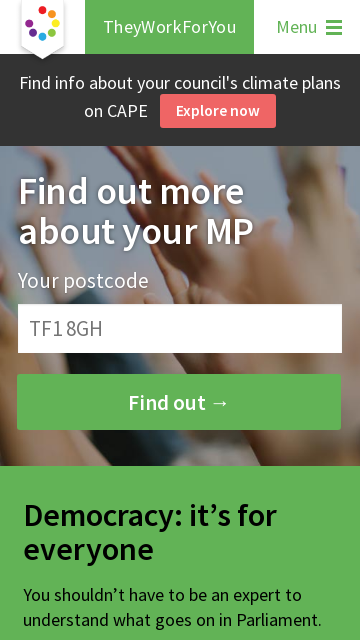 TheyWorkForYou
Menu
Find info about your council's climate plans
on CAPE Explore now
Find out more
about your MP
Your postcode
TF1 8GH
Find out →
Democracy: it’s for
everyone
You shouldn’t have to be an expert to
understand what goes on in Parliament.